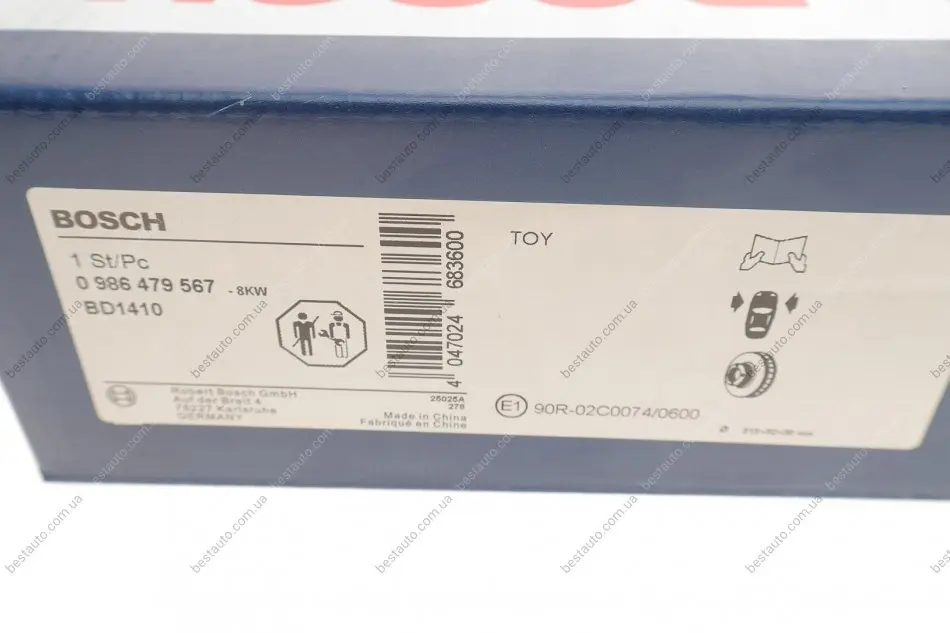 BOSCH
1 St/Pc
0 986 479 567 - 8KW
BD1410
4 047024 683600
TOY
Robert Bosch GmbH
Auf der Breit 4
76227 Karlsruhe
GERMANY
25025A
278
Made in China
Fabriqué en Chine
E1 90R-02C0074/0600
bestauto.com.ua